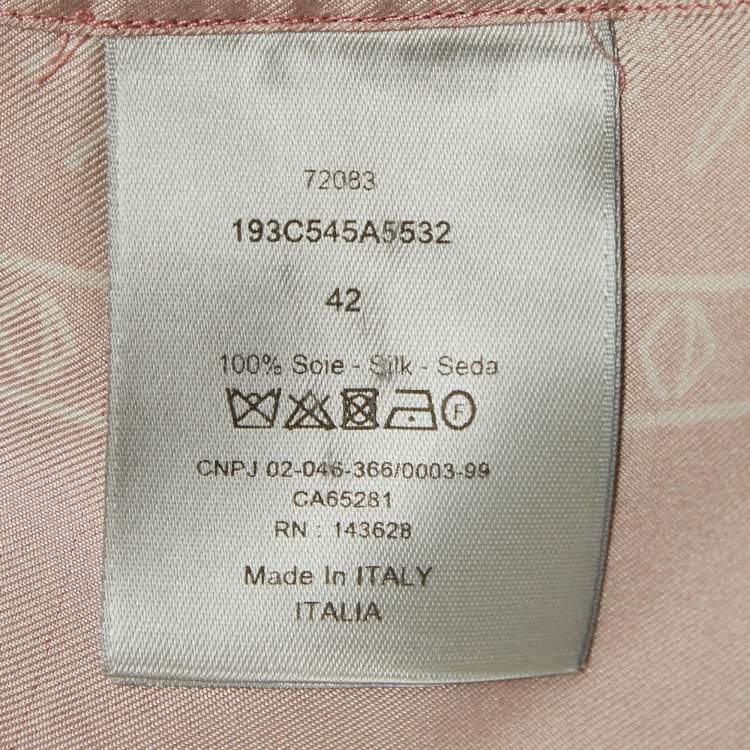 72083
193C545A5532
42
100% Soie - Silk - Seda
F
CNPJ 02-046-366/0003-99
CA65281
RN : 143628
Made In ITALY
ITALIA